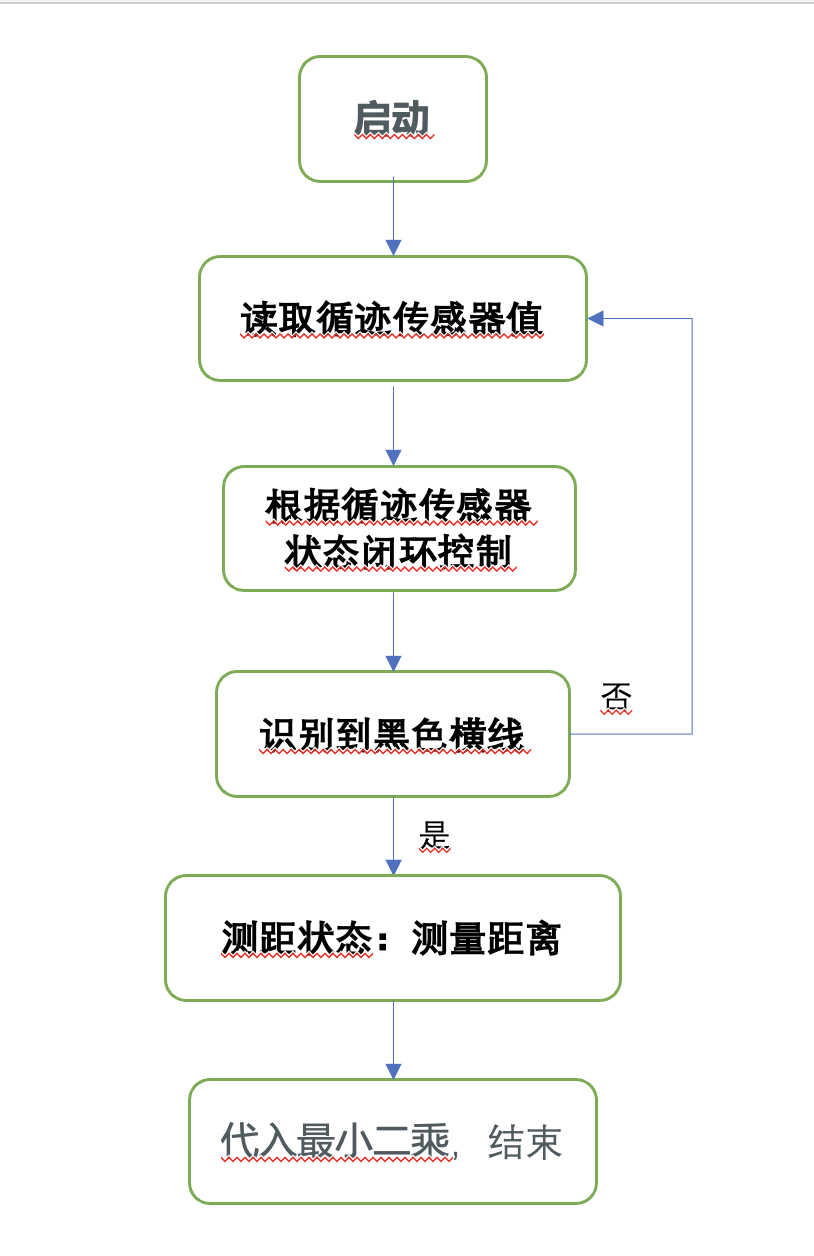 启动
读取循迹传感器值
根据循迹传感器
状态闭环控制
识别到黑色横线
否
是
测距状态：测量距离
代入最小二乘，结束